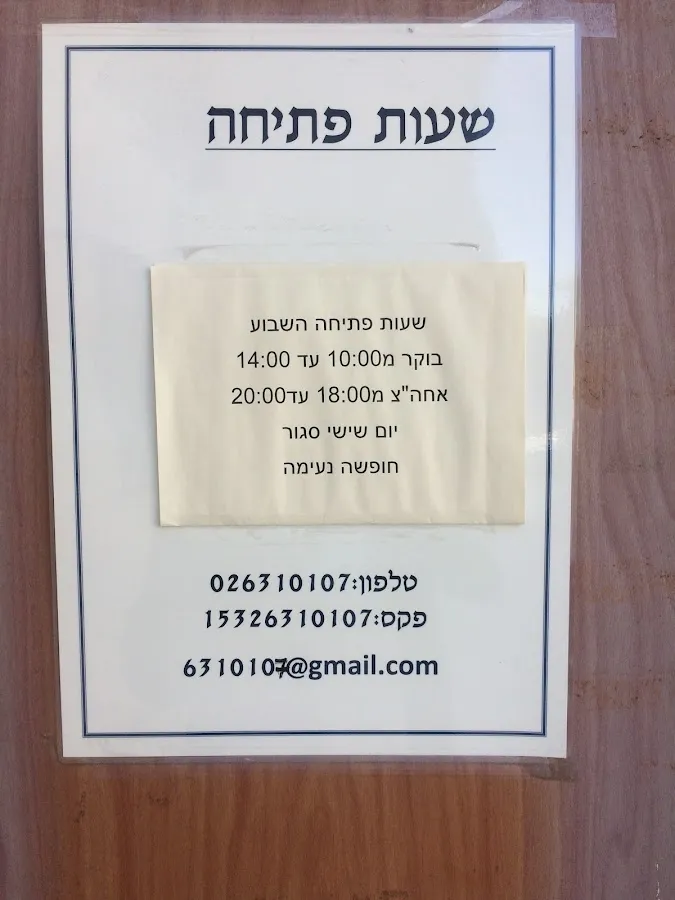 שעות פתיחה
שעות פתיחה השבוע
בוקר מ10:00 עד 14:00
אחה"צ מ18:00 עד20:00
יום שישי סגור
חופשה נעימה
טלפון:026310107
פקס:15326310107
6310107@gmail.com